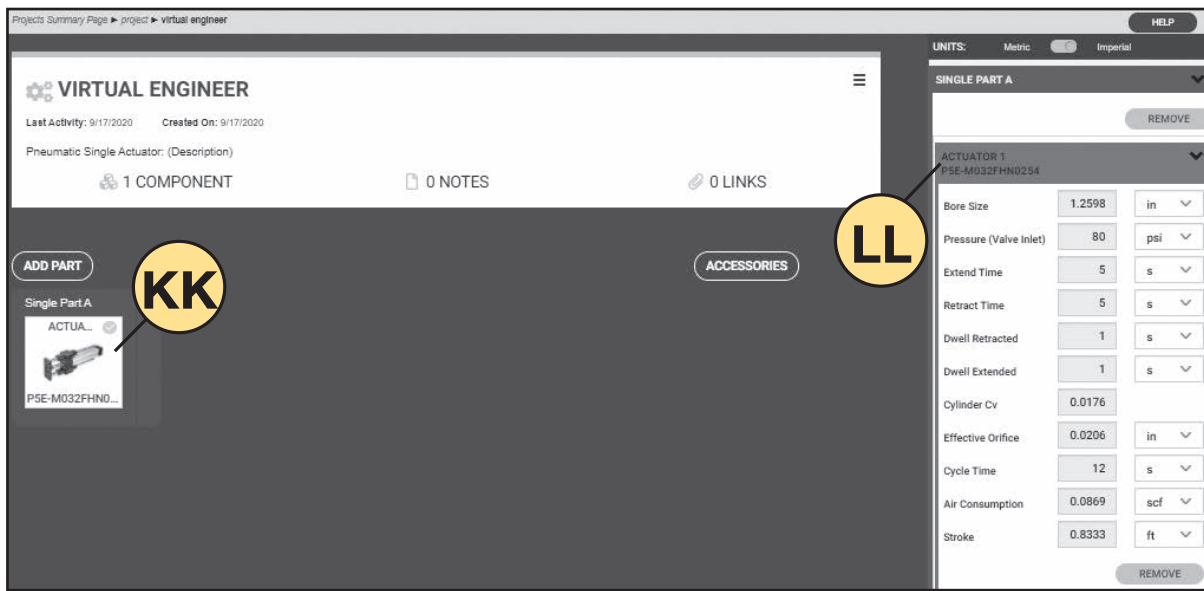 Projects Summary Page ► project ► virtual engineer
HELP
VIRTUAL ENGINEER
Last Activity: 9/17/2020 Created On: 9/17/2020
Pneumatic Single Actuator: (Description)
1 COMPONENT 0 NOTES 0 LINKS
ADD PART
ACCESSORIES
Single Part A
ACTUA...
P5E-M032FHN0...
KK
LL
UNITS: Metric Imperial
SINGLE PART A
REMOVE
ACTUATOR 1
P5E-M032FHN0254
Bore Size 1.2598 in
Pressure (Valve Inlet) 80 psi
Extend Time 5 s
Retract Time 5 s
Dwell Retracted 1 s
Dwell Extended 1 s
Cylinder Cv 0.0176
Effective Orifice 0.0206 in
Cycle Time 12 s
Air Consumption 0.0869 scf
Stroke 0.8333 ft
REMOVE